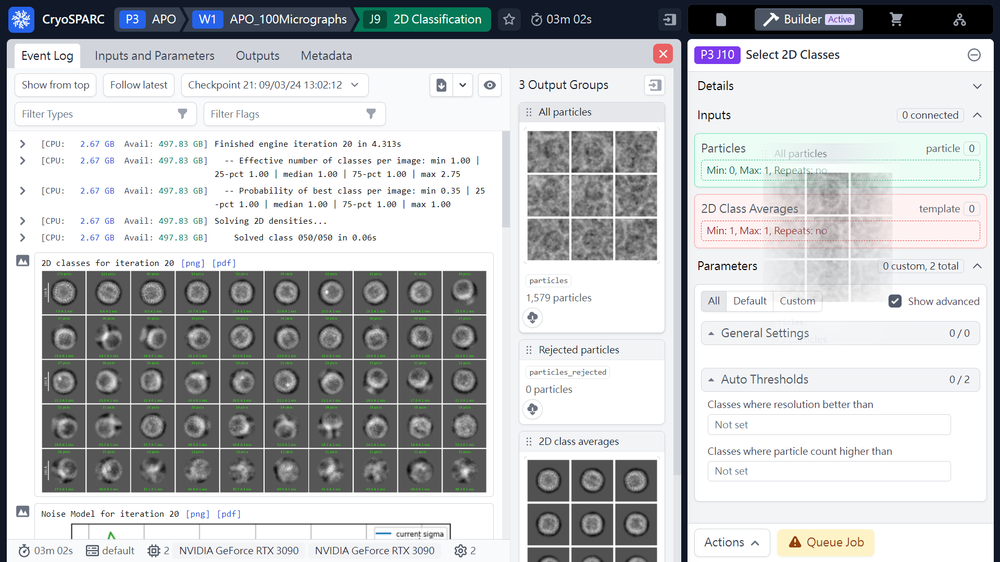 CryoSPARC
P3 APO
W1 APO_100Micrographs
J9 2D Classification
03m 02s
Builder Active
Event Log
Inputs and Parameters
Outputs
Metadata
Show from top
Follow latest
Checkpoint 21: 09/03/24 13:02:12
Filter Types
Filter Flags
[CPU: 2.67 GB Avail: 497.83 GB] Finished engine iteration 20 in 4.313s
[CPU: 2.67 GB Avail: 497.83 GB] -- Effective number of classes per image: min 1.00 |
25-pct 1.00 | median 1.00 | 75-pct 1.00 | max 2.75
[CPU: 2.67 GB Avail: 497.83 GB] -- Probability of best class per image: min 0.35 | 25
-pct 1.00 | median 1.00 | 75-pct 1.00 | max 1.00
[CPU: 2.67 GB Avail: 497.83 GB] Solving 2D densities...
[CPU: 2.67 GB Avail: 497.83 GB] Solved class 050/050 in 0.06s
2D classes for iteration 20 [png] [pdf]
Noise Model for iteration 20 [png] [pdf]
current sigma
03m 02s
default
2
NVIDIA GeForce RTX 3090
NVIDIA GeForce RTX 3090
2
3 Output Groups
All particles
particles
1,579 particles
Rejected particles
particles_rejected
0 particles
2D class averages
P3 J10 Select 2D Classes
Details
Inputs
0 connected
Particles
particle 0
All particles
Min: 0, Max: 1, Repeats: no
2D Class Averages
template 0
Min: 1, Max: 1, Repeats: no
Parameters
0 custom, 2 total
All
Default
Custom
Show advanced
particles
General Settings
0 / 0
particles
Auto Thresholds
0 / 2
Classes where resolution better than
Not set
Classes where particle count higher than
Not set
Actions
Queue Job